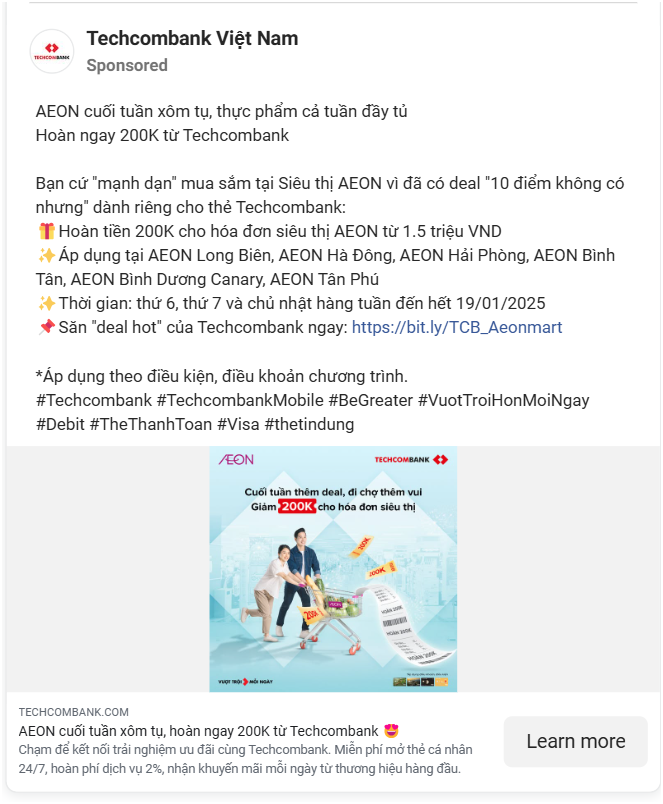 Techcombank Việt Nam
Sponsored
AEON cuối tuần xôm tụ, thực phẩm cả tuần đầy tủ
Hoàn ngay 200K từ Techcombank
Bạn cứ "mạnh dạn" mua sắm tại Siêu thị AEON vì đã có deal "10 điểm không có
nhưng" dành riêng cho thẻ Techcombank:
🎁Hoàn tiền 200K cho hóa đơn siêu thị AEON từ 1.5 triệu VND
✨Áp dụng tại AEON Long Biên, AEON Hà Đông, AEON Hải Phòng, AEON Bình
Tân, AEON Bình Dương Canary, AEON Tân Phú
✨Thời gian: thứ 6, thứ 7 và chủ nhật hàng tuần đến hết 19/01/2025
📌Săn "deal hot" của Techcombank ngay: https://bit.ly/TCB_Aeonmart
*Áp dụng theo điều kiện, điều khoản chương trình.
#Techcombank #TechcombankMobile #BeGreater #VuotTroiHonMoiNgay
#Debit #TheThanhToan #Visa #thetindung
ÆON
TECHCOMBANK
Cuối tuần thêm deal, đi chợ thêm vui
Giảm 200K cho hóa đơn siêu thị
200K
200K
200K
AEON
HOÀN 200K
HOÀN 200K
HOÀN 200K
VƯỢT TRỘI MỖI NGÀY
TECHCOMBANK.COM
AEON cuối tuần xôm tụ, hoàn ngay 200K từ Techcombank 😍
Chạm để kết nối trải nghiệm ưu đãi cùng Techcombank. Miễn phí mở thẻ cá nhân
24/7, hoàn phí dịch vụ 2%, nhận khuyến mãi mỗi ngày từ thương hiệu hàng đầu.
Learn more